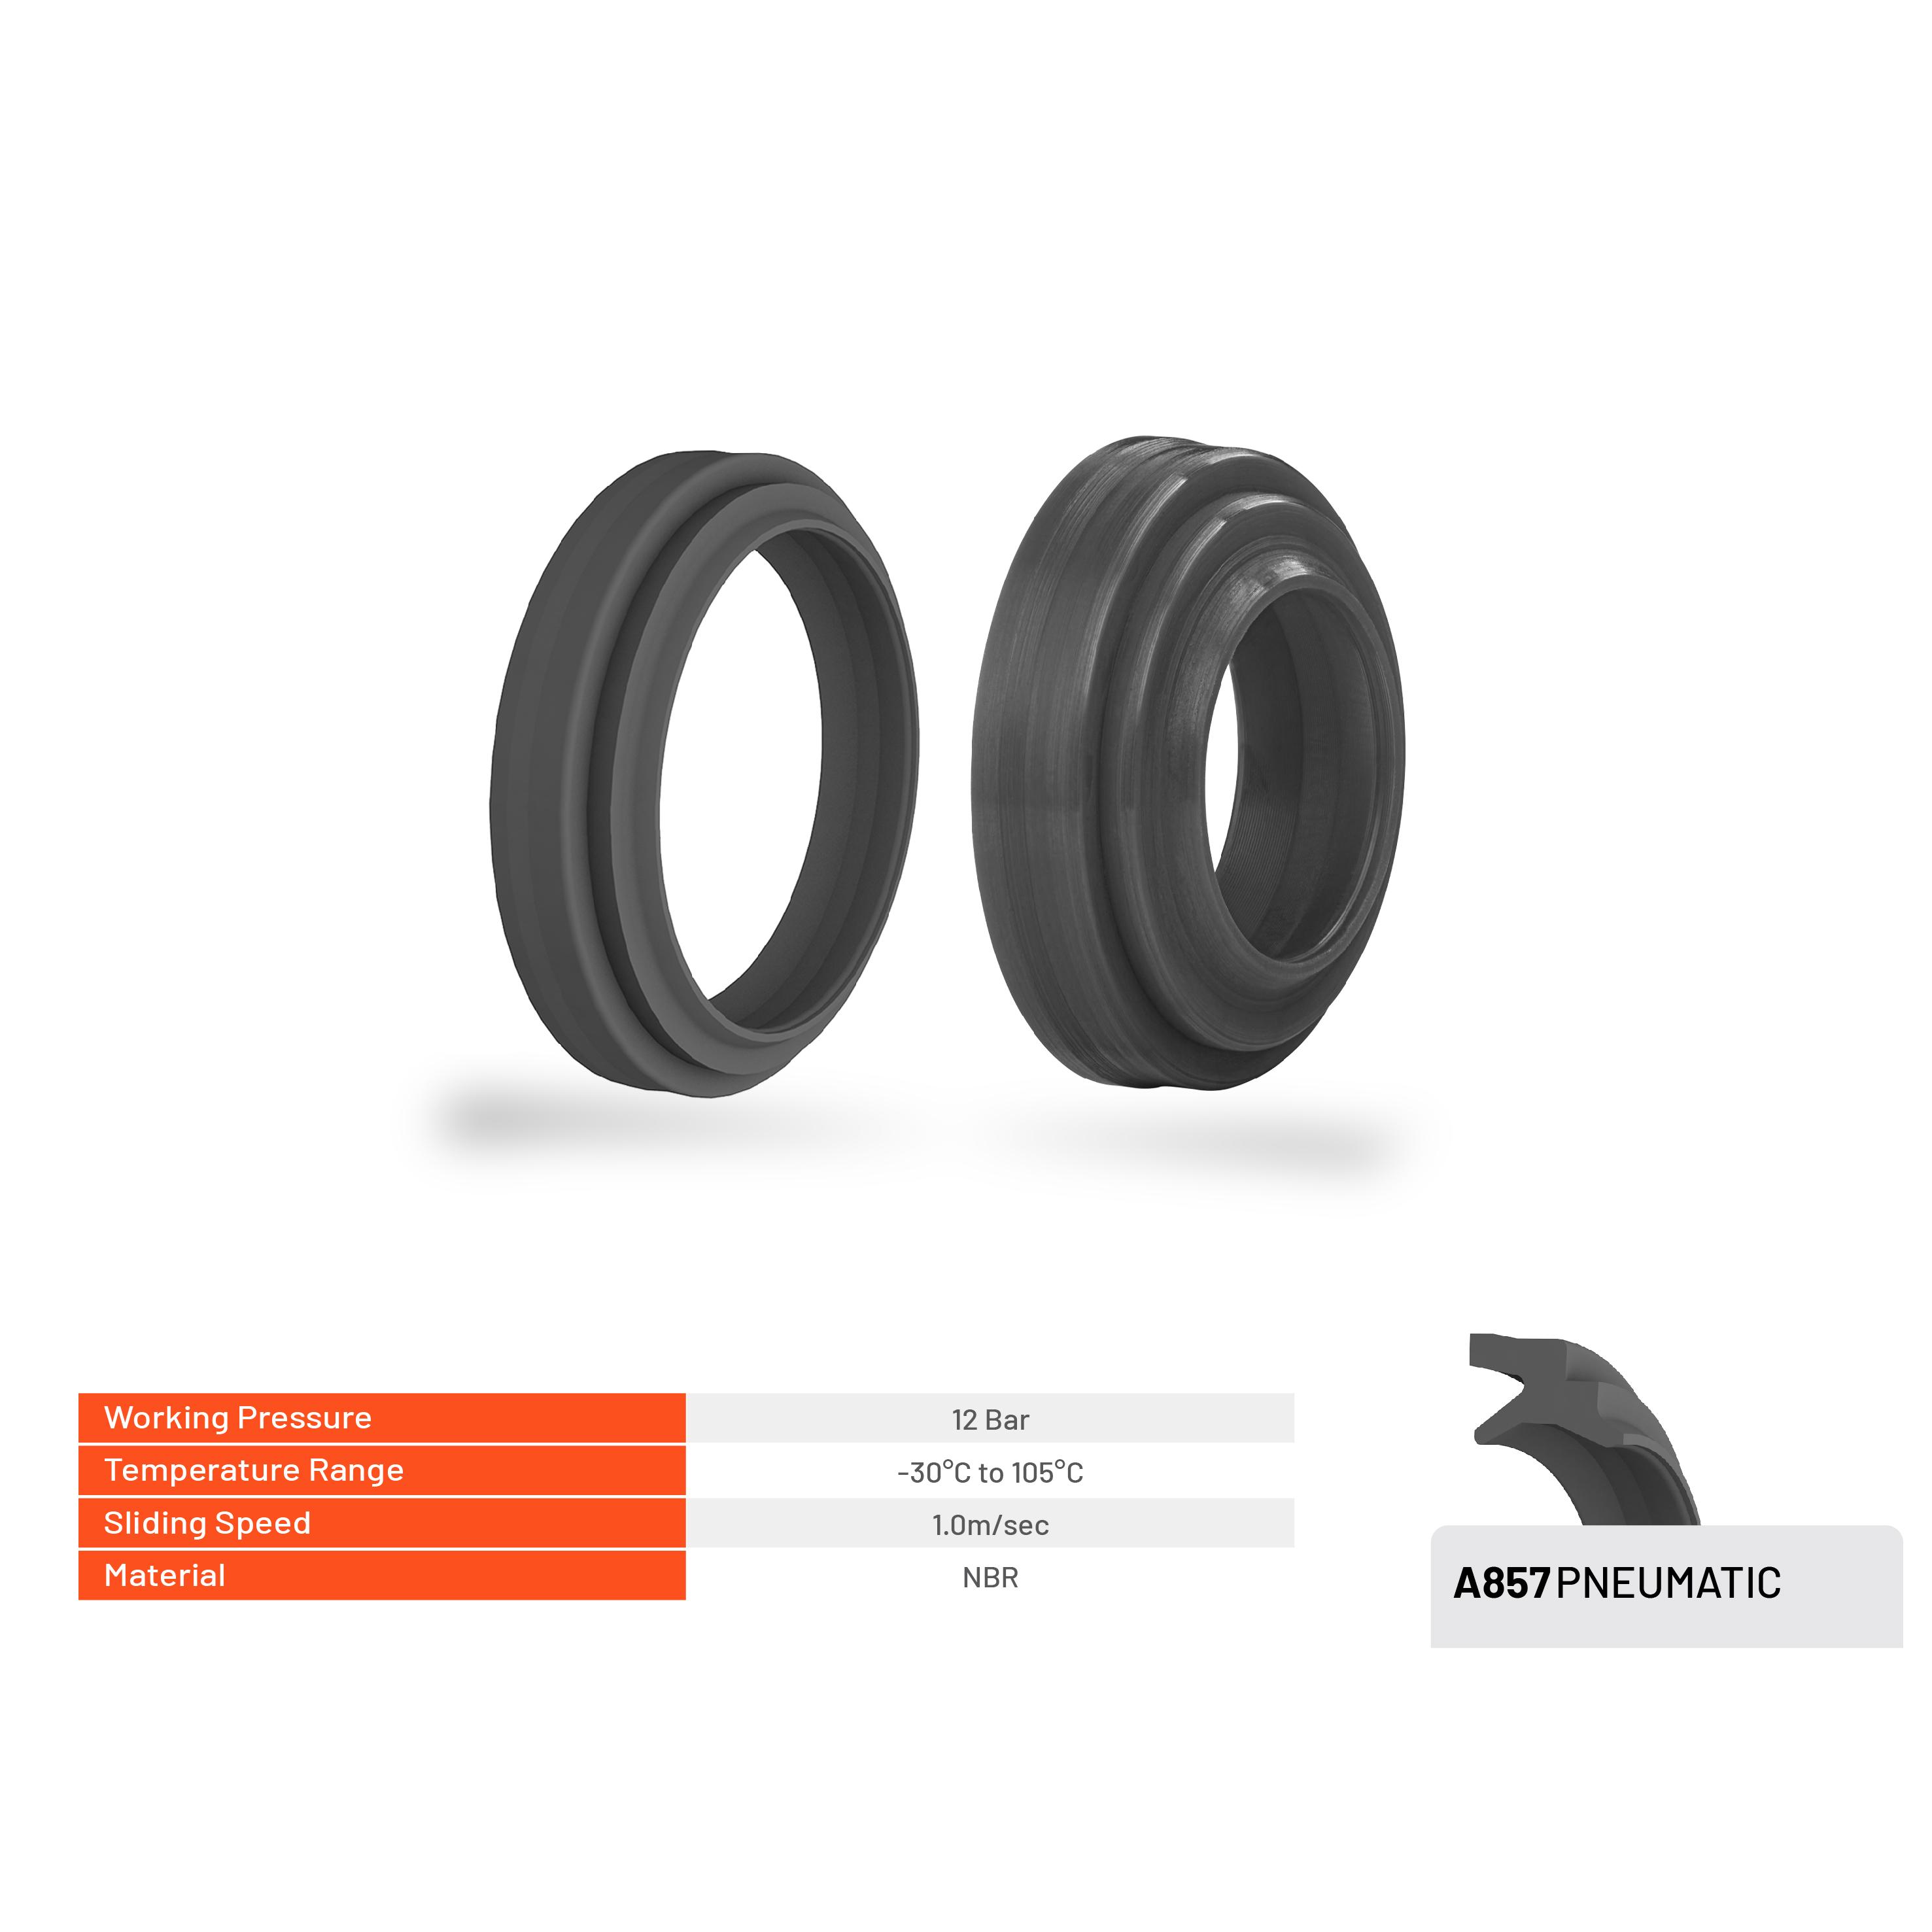 Working Pressure 12 Bar
Temperature Range -30°C to 105°C
Sliding Speed 1.0m/sec
Material NBR
A857 PNEUMATIC